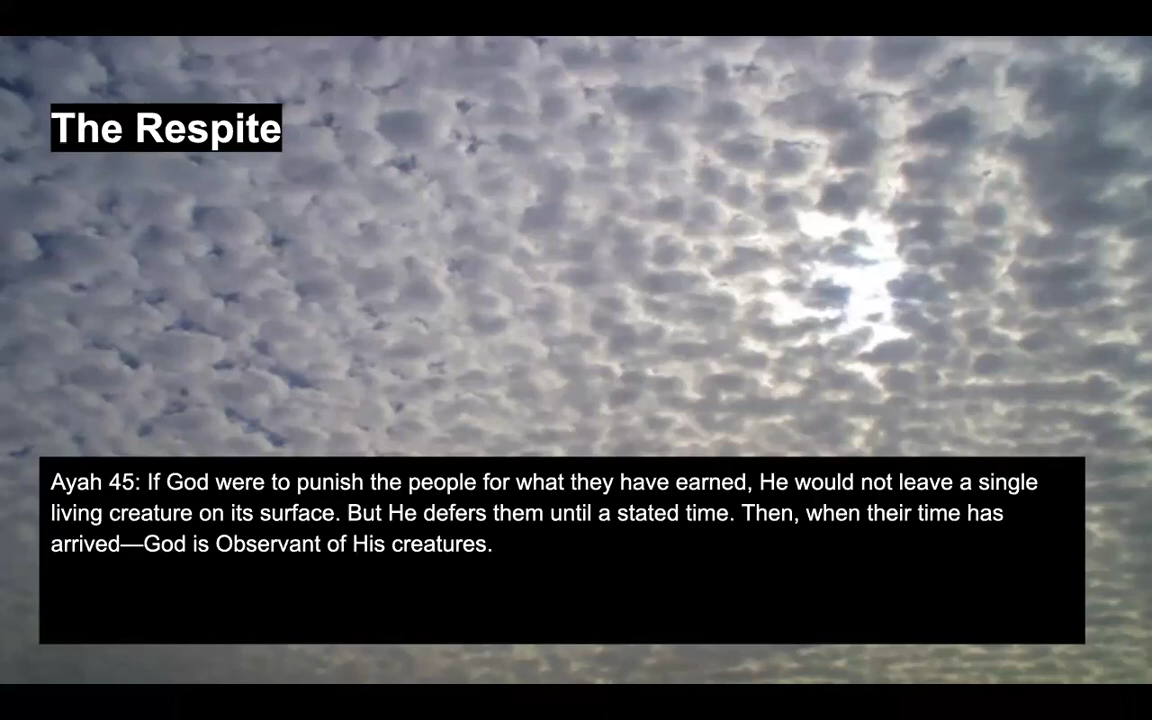 The Respite
Ayah 45: If God were to punish the people for what they have earned, He would not leave a single
living creature on its surface. But He defers them until a stated time. Then, when their time has
arrived—God is Observant of His creatures.